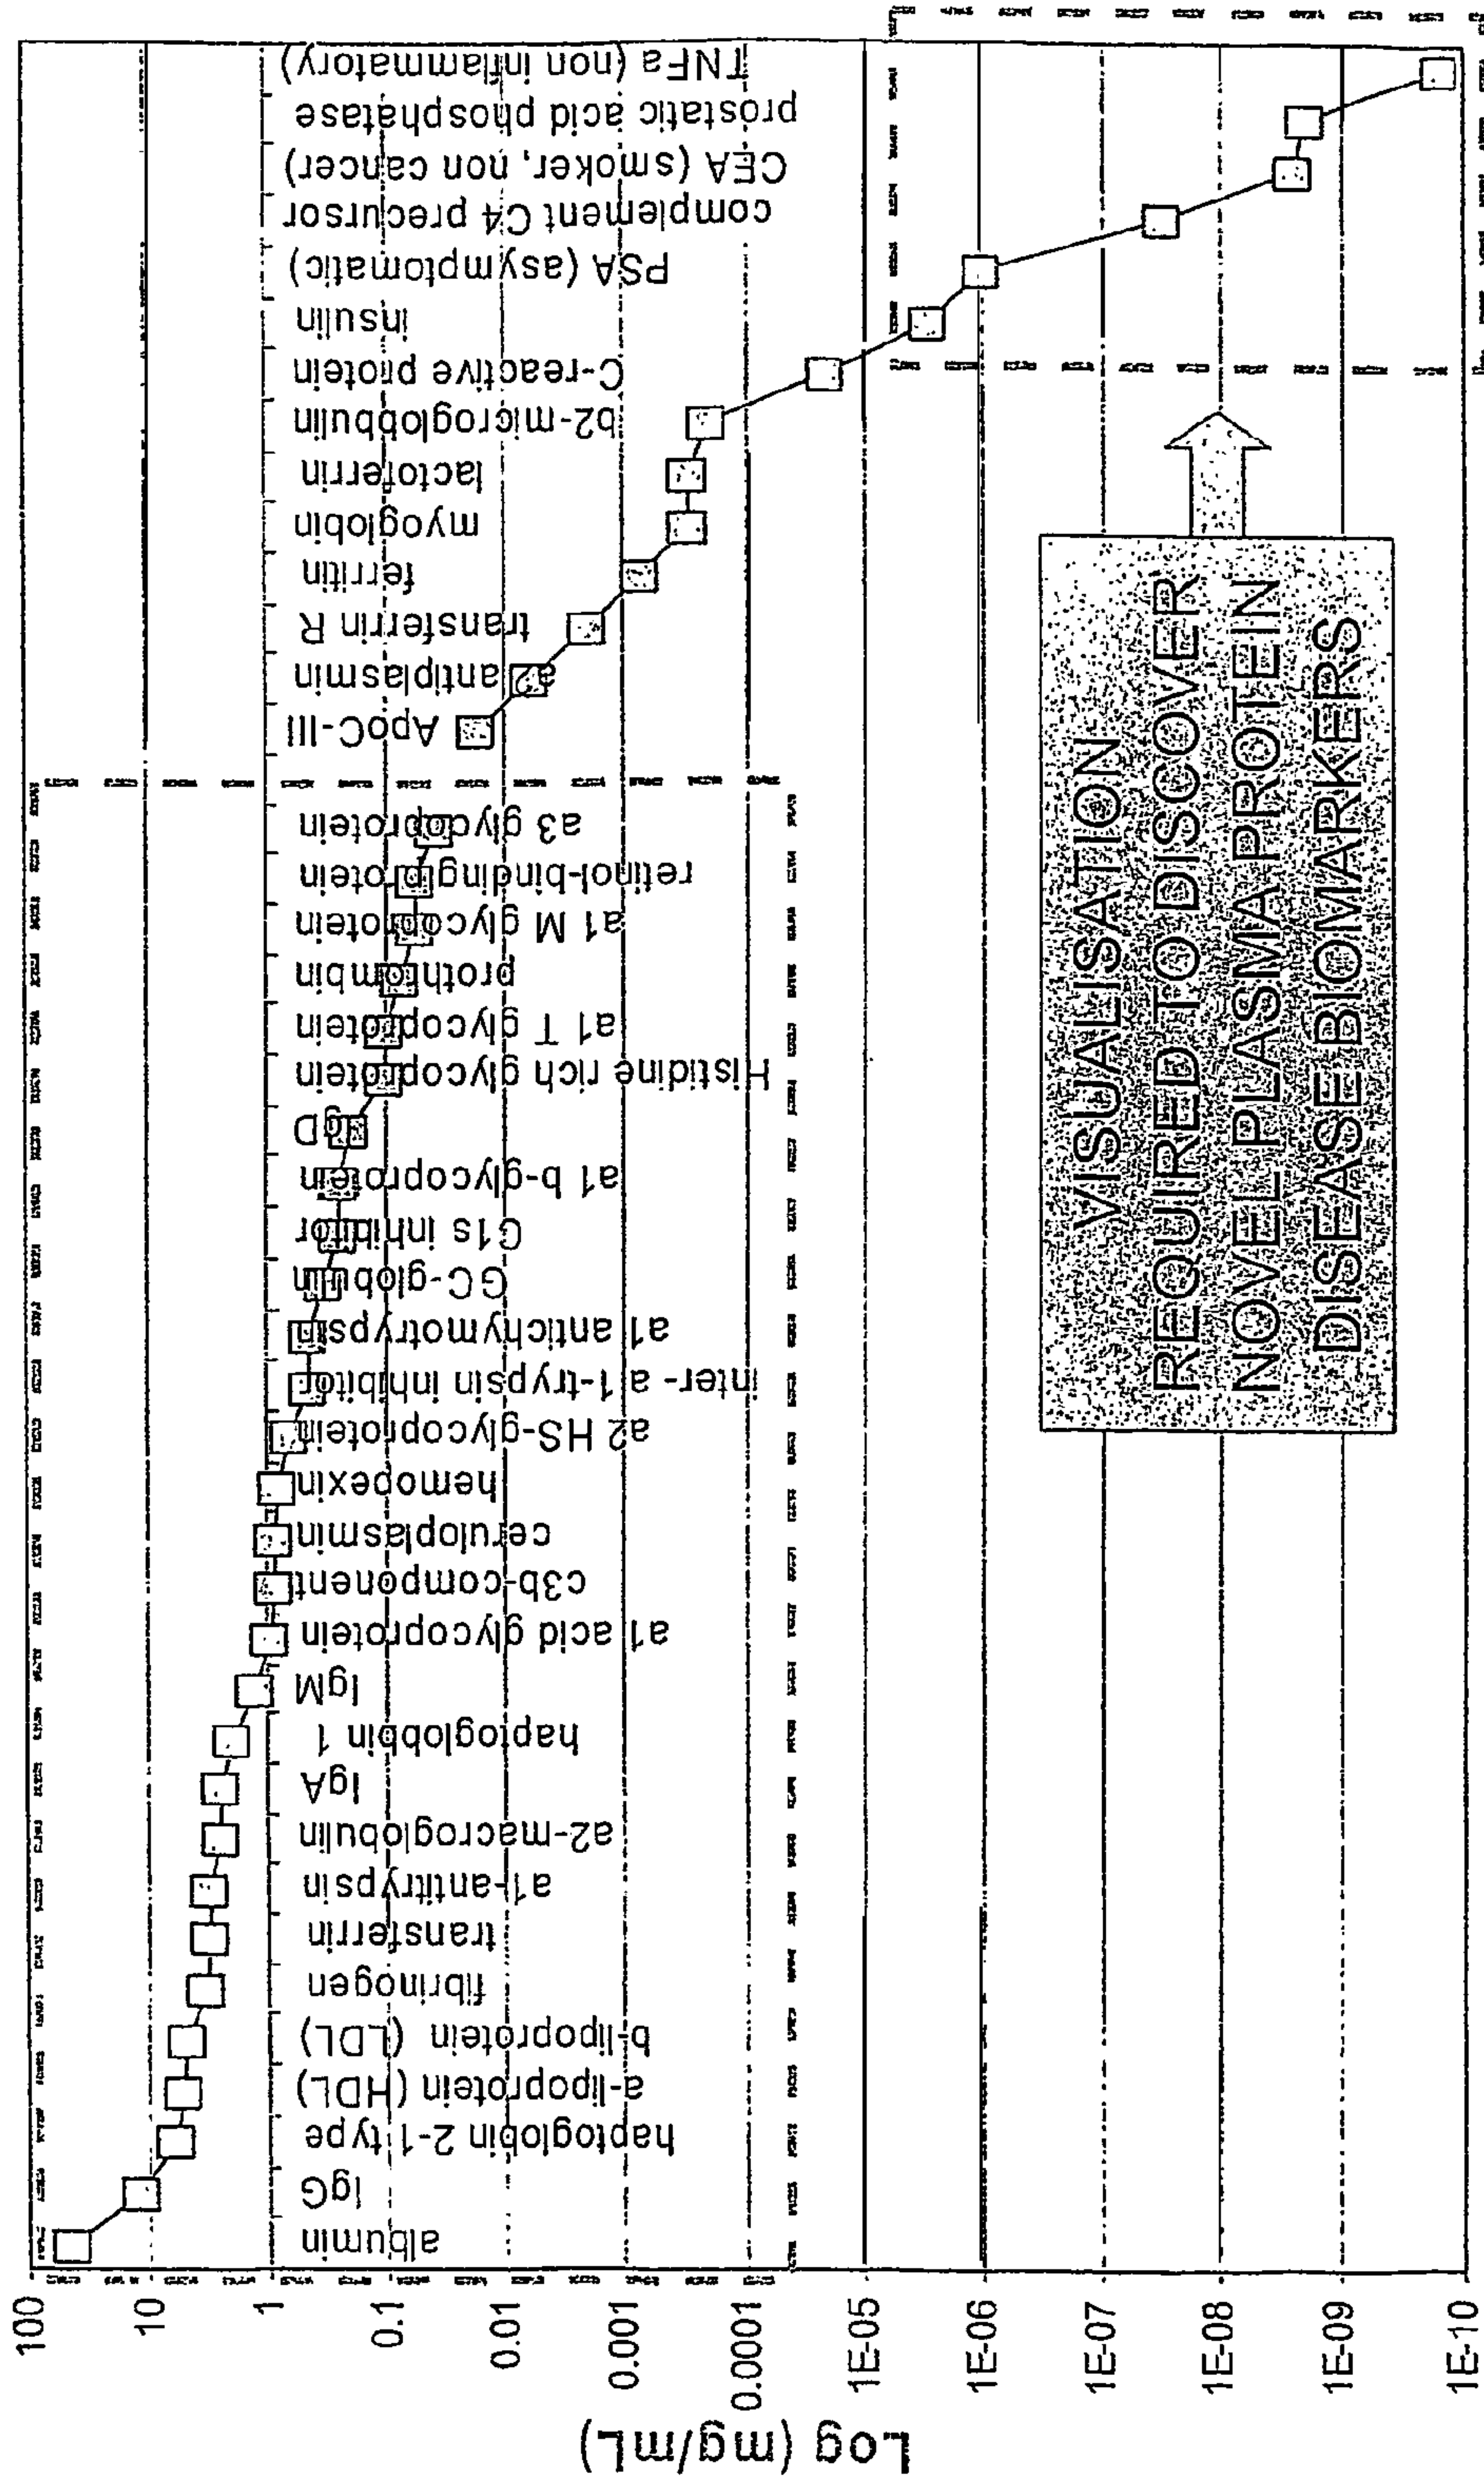 Log (mg/mL)
100
10
1
0.1
0.01
0.001
0.0001
1E-05
1E-06
1E-07
1E-08
1E-09
1E-10
albumin
IgG
haptoglobin 2-1 type
a-lipoprotein (HDL)
b-lipoprotein (LDL)
fibrinogen
transferrin
a1-antitrypsin
a2-macroglobulin
IgA
haptoglobbin 1
IgM
a1 acid glycoprotein
c3b-component
ceruloplasmin
hemopexin
a2 HS-glycoprotein
inter- a 1-trypsin inhibitor
a1 antichymotrypsin
GC-globulin
C1s inhibitor
a1 b-glycoprotein
IgD
Histidine rich glycoprotein
a1 T glycoprotein
prothrombin
a1 M glycoprotein
retinol-binding protein
a3 glycoprotein
ApoC-III
a2 antiplasmin
transferrin R
ferritin
myoglobin
lactoferrin
b2-microglobbulin
C-reactive protein
insulin
PSA (asymptomatic)
complement C4 precursor
CEA (smoker, non cancer)
prostatic acid phosphatase
TNFa (non inflammatory)
VISUALISATION
REQUIRED TO DISCOVER
NOVEL PLASMA PROTEIN
DISEASE BIOMARKERS